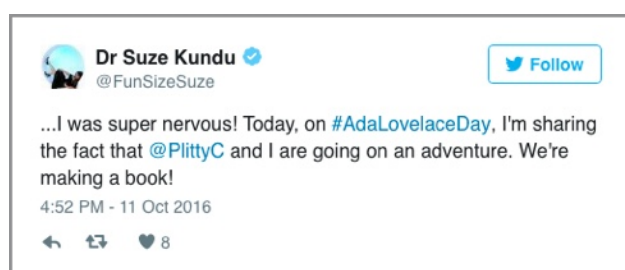 Dr Suze Kundu
Follow
@FunSizeSuze
...I was super nervous! Today, on #AdaLovelaceDay, I'm sharing
the fact that @PlittyC and I are going on an adventure. We're
making a book!
4:52 PM - 11 Oct 2016
8